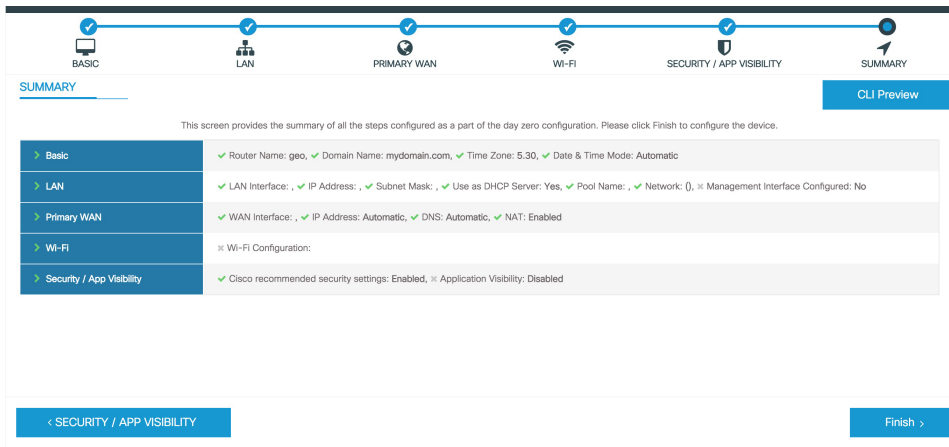 BASIC
LAN
PRIMARY WAN
WI-FI
SECURITY / APP VISIBILITY
SUMMARY
SUMMARY
CLI Preview
This screen provides the summary of all the steps configured as a part of the day zero configuration. Please click Finish to configure the device.
Basic
Router Name: geo, Domain Name: mydomain.com, Time Zone: 5.30, Date & Time Mode: Automatic
LAN
LAN Interface: , IP Address: , Subnet Mask: , Use as DHCP Server: Yes, Pool Name: , Network: (), Management Interface Configured: No
Primary WAN
WAN Interface: , IP Address: Automatic, DNS: Automatic, NAT: Enabled
Wi-Fi
Wi-Fi Configuration:
Security / App Visibility
Cisco recommended security settings: Enabled, Application Visibility: Disabled
< SECURITY / APP VISIBILITY
Finish >